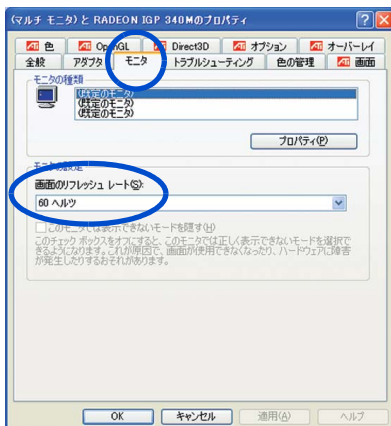 (マルチ モニタ) と RADEON IGP 340Mのプロパティ
ATI 色 ATI OpenGL ATI Direct3D ATI オプション ATI オーバーレイ
全般 アダプタ モニタ トラブルシューティング 色の管理 ATI 画面
モニタの種類
(既定のモニタ)
(既定のモニタ)
(既定のモニタ)
プロパティ(P)
モニタの設定
画面のリフレッシュ レート(S):
60 ヘルツ
このモニタでは表示できないモードを隠す(H)
このチェック ボックスをオフにすると、このモニタでは正しく表示できないモードを選択で
きるようになります。これが原因で、画面が使用できなくなったり、ハードウェアに障害
が発生したりするおそれがあります。
OK キャンセル 適用(A) ヘルプ